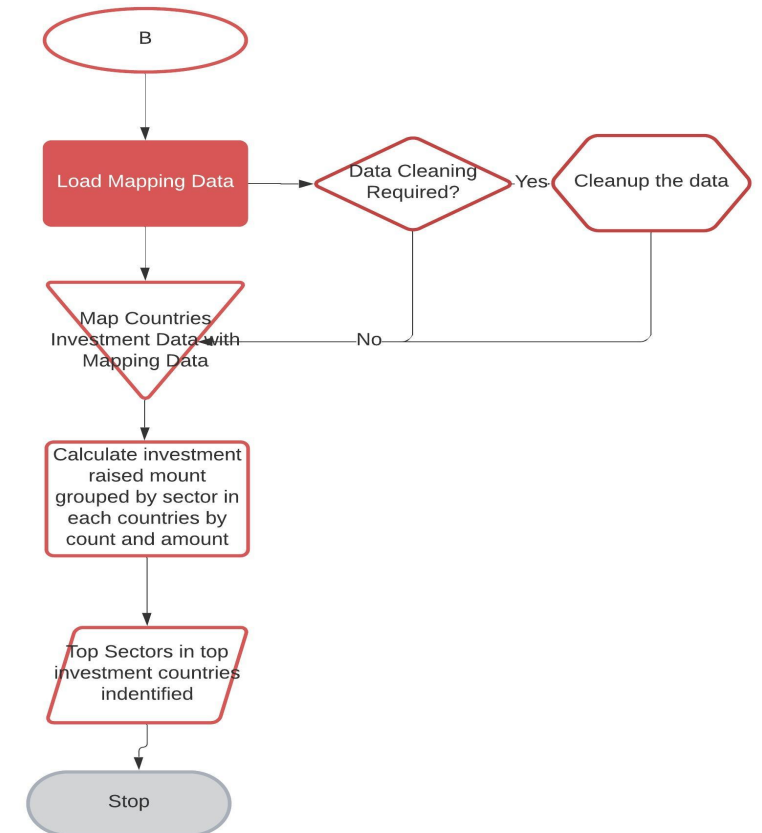 B
Load Mapping Data
Data Cleaning
Required?
Yes
Cleanup the data
Map Countries
Investment Data with
Mapping Data
No
Calculate investment
raised mount
grouped by sector in
each countries by
count and amount
Top Sectors in top
investment countries
indentified
Stop